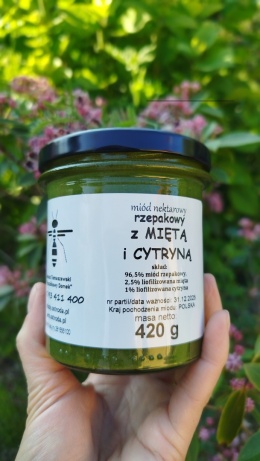 miód nektarowy
rzepakowy
z MIĘTĄ
i CYTRYNĄ
skład:
96,5% miód rzepakowy,
2,5% liofilizowana mięta
1% liofilizowana cytryna
nr partii/data ważności: 31.12.2026
Kraj pochodzenia miodu: POLSKA
masa netto:
420 g
411 400